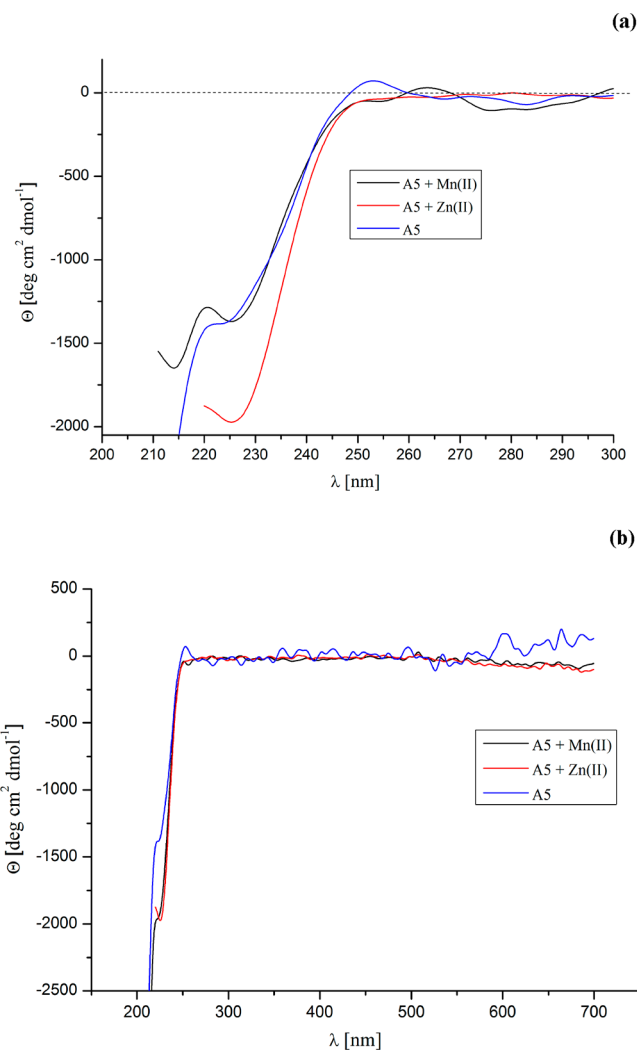 (a)
0
-500
-1000
-1500
-2000
Θ [deg cm² dmol⁻¹]
A5 + Mn(II)
A5 + Zn(II)
A5
200 210 220 230 240 250 260 270 280 290 300
λ [nm]
(b)
500
0
-500
-1000
-1500
-2000
-2500
Θ [deg cm² dmol⁻¹]
A5 + Mn(II)
A5 + Zn(II)
A5
200 300 400 500 600 700
λ [nm]